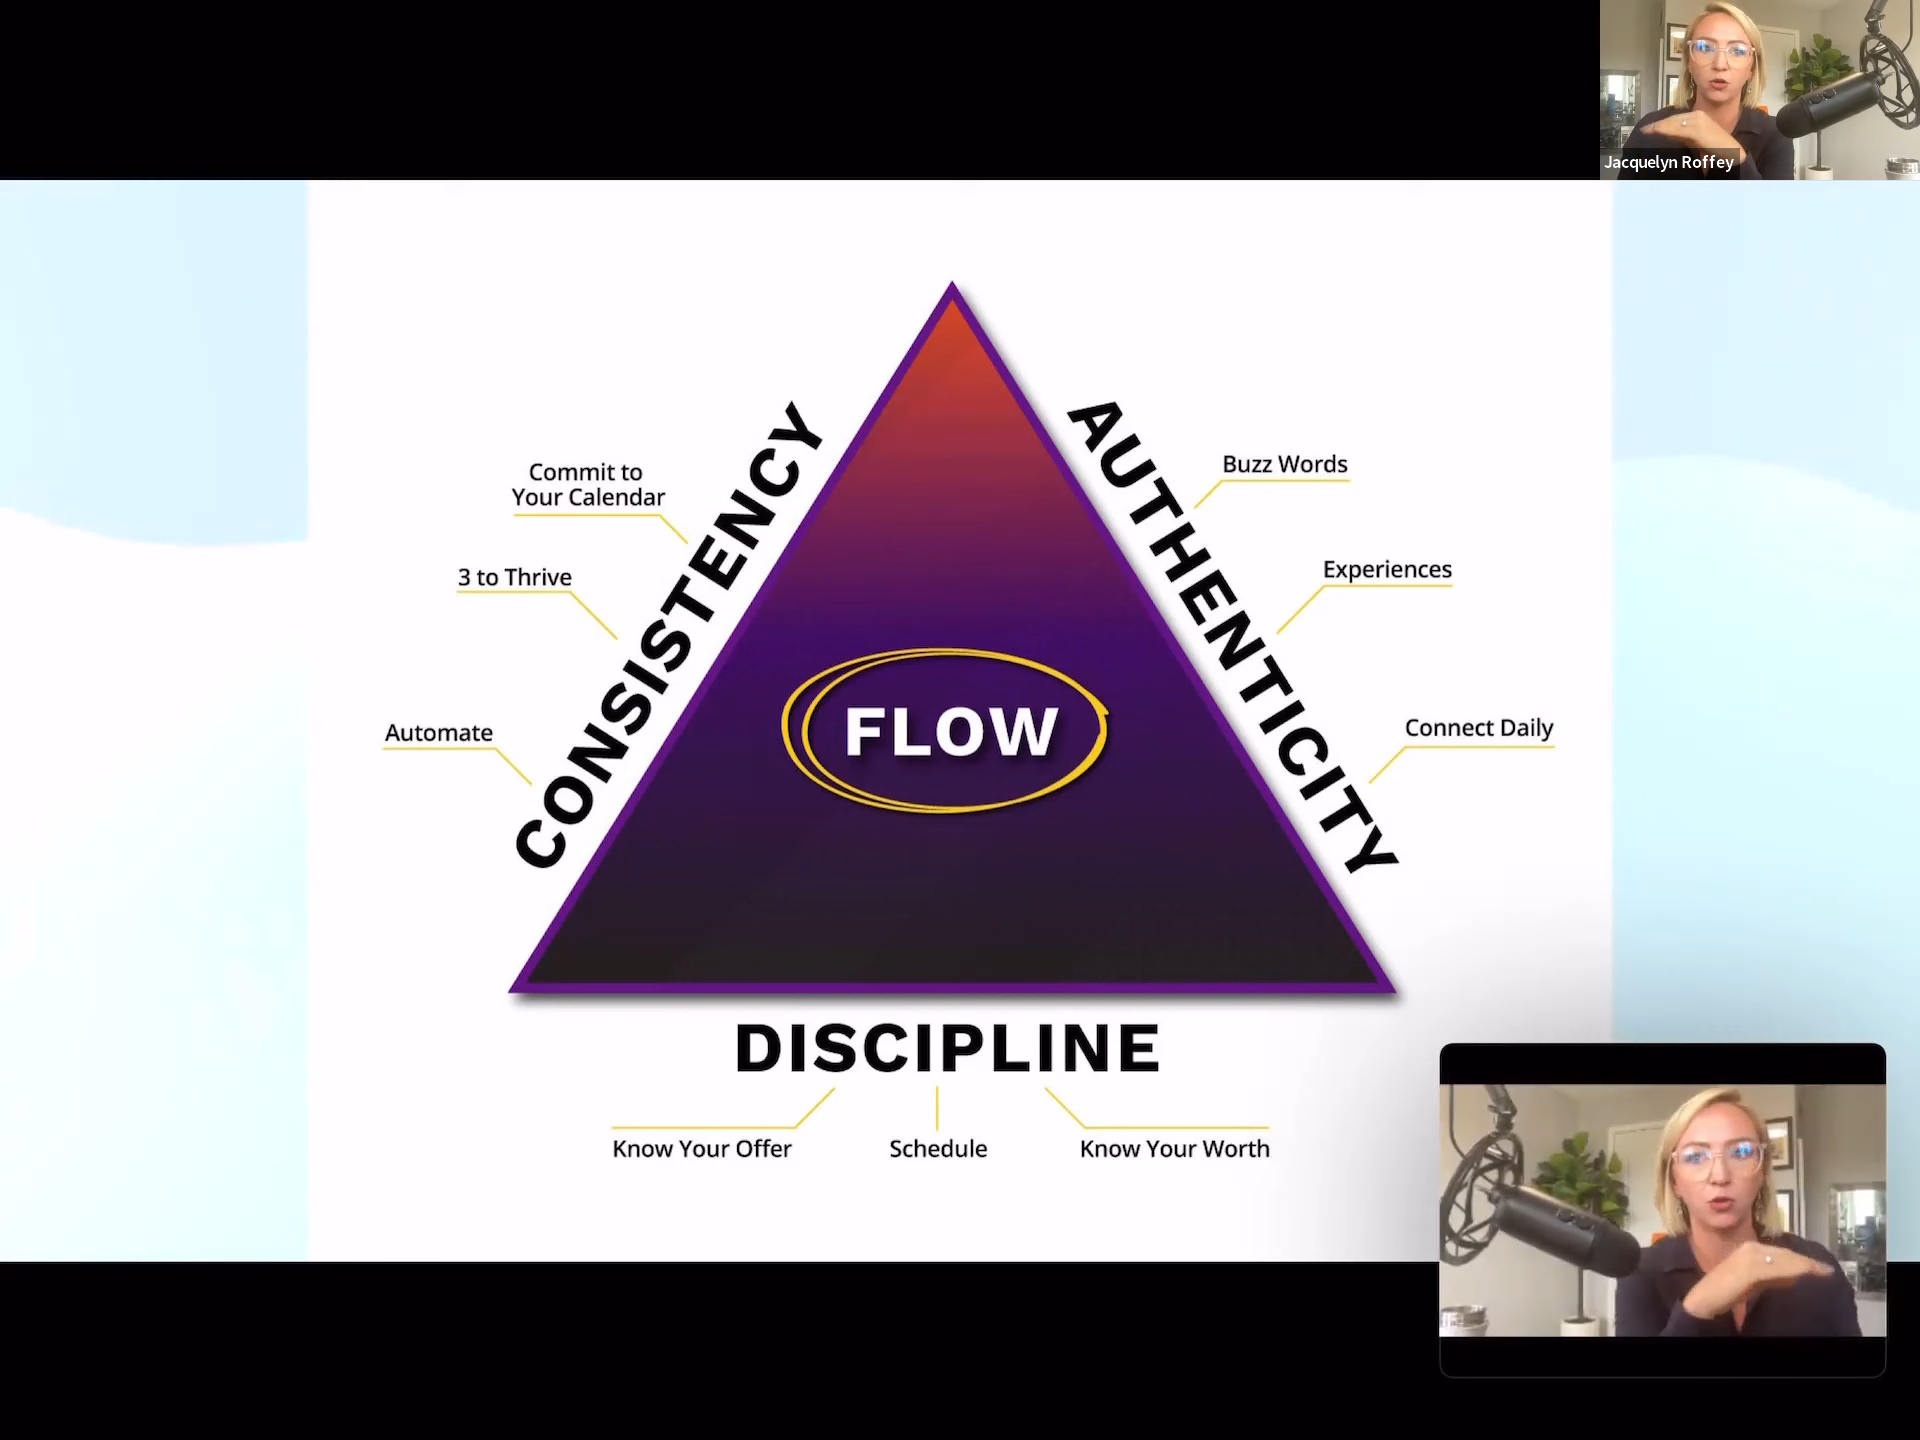 Jacquelyn Roffey
CONSISTENCY
Commit to
Your Calendar
3 to Thrive
Automate
AUTHENTICITY
Buzz Words
Experiences
Connect Daily
FLOW
DISCIPLINE
Know Your Offer
Schedule
Know Your Worth